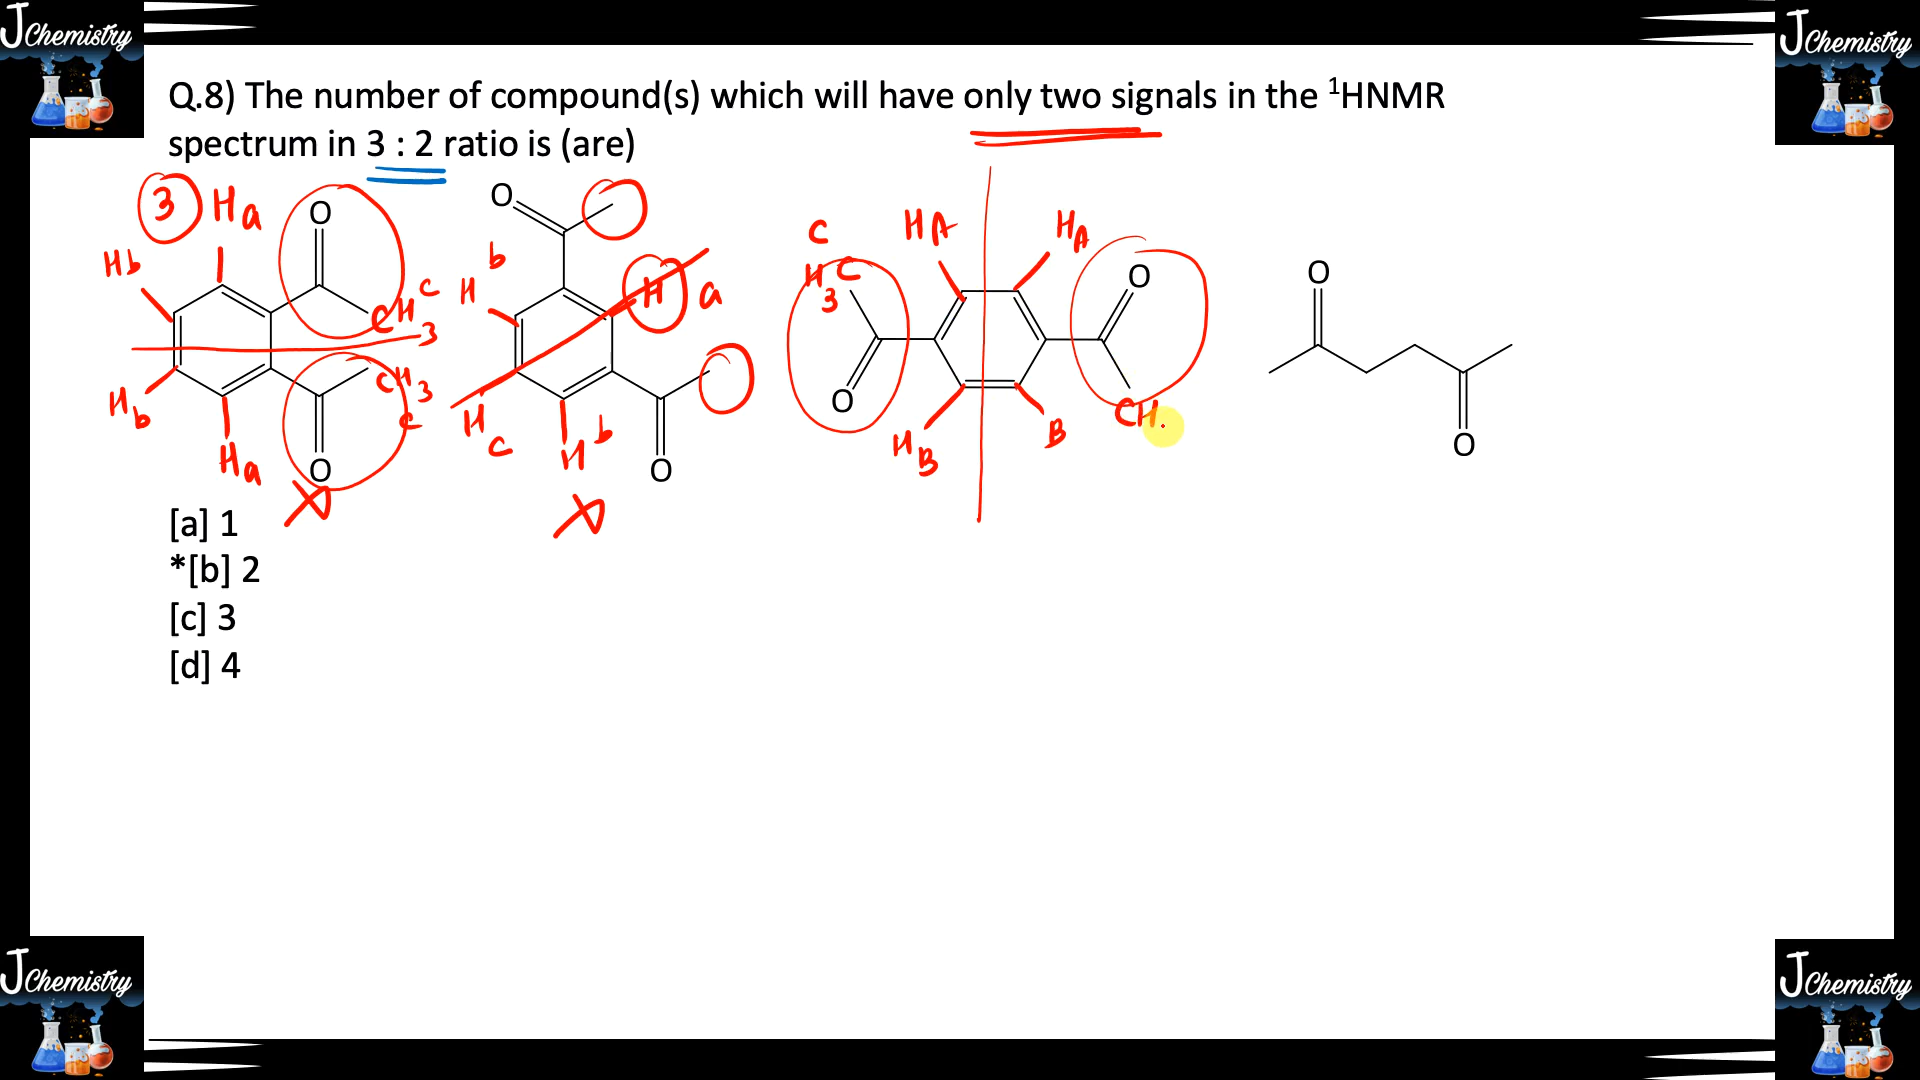 JChemistry
JChemistry
Q.8) The number of compound(s) which will have only two signals in the ¹HNMR
spectrum in 3 : 2 ratio is (are)
3 Ha O
Hb
CH3 c
Hb
CH3 c
Ha O
O
b
H
H a
H c
H b
O
C
H3C
HA HA
O
O
HB B
CH
O
O
[a] 1
*[b] 2
[c] 3
[d] 4
JChemistry
JChemistry